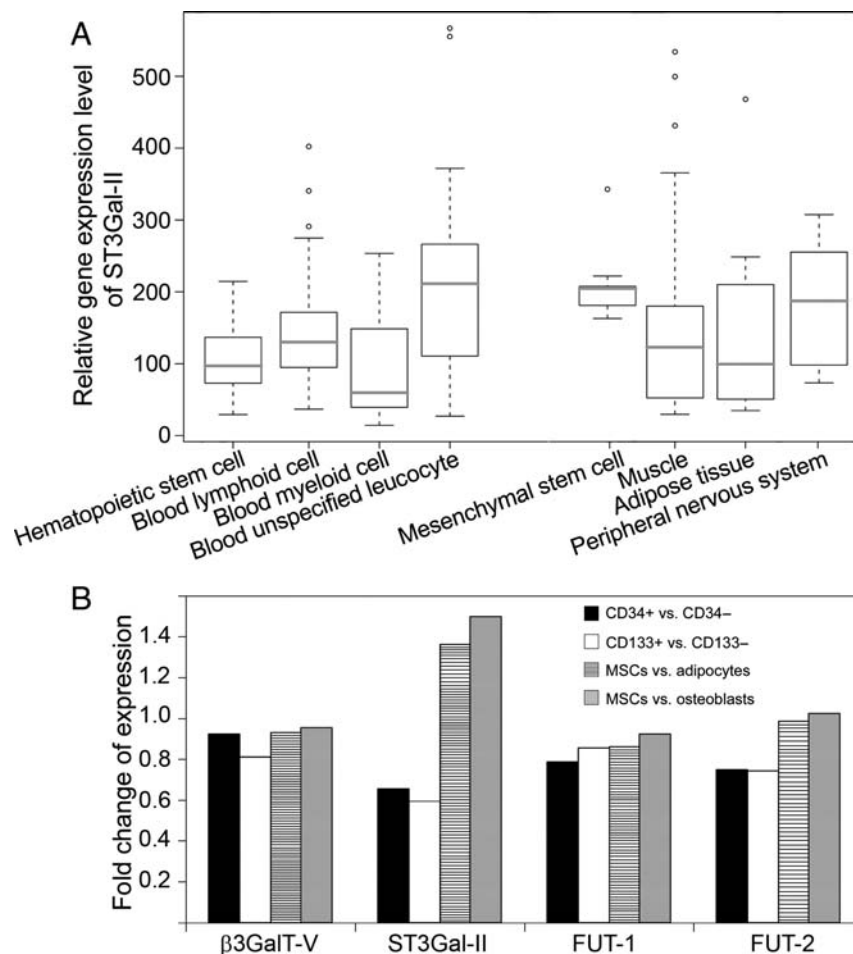 A
Relative gene expression level
of ST3Gal-II
500
400
300
200
100
0
Hematopoietic stem cell
Blood lymphoid cell
Blood myeloid cell
Blood unspecified leucocyte
Mesenchymal stem cell
Muscle
Adipose tissue
Peripheral nervous system
B
Fold change of expression
1.4
1.2
1.0
0.8
0.6
0.4
0.2
CD34+ vs. CD34–
CD133+ vs. CD133–
MSCs vs. adipocytes
MSCs vs. osteoblasts
β3GalT-V
ST3Gal-II
FUT-1
FUT-2